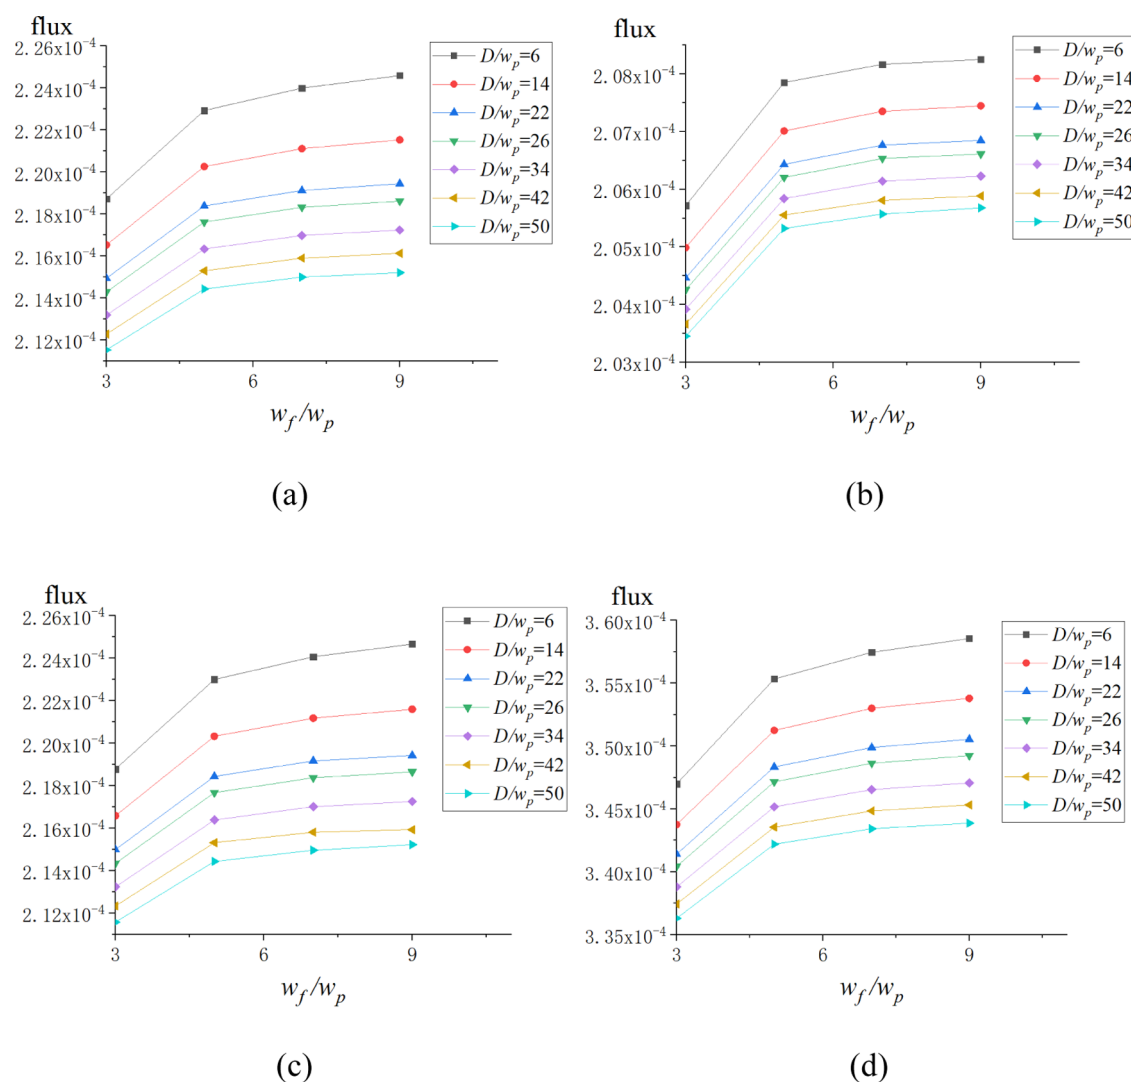 flux
2.26x10⁻⁴
2.24x10⁻⁴
2.22x10⁻⁴
2.20x10⁻⁴
2.18x10⁻⁴
2.16x10⁻⁴
2.14x10⁻⁴
2.12x10⁻⁴
3
6
9
w_f/w_p
D/w_p=6
D/w_p=14
D/w_p=22
D/w_p=26
D/w_p=34
D/w_p=42
D/w_p=50
(a)
flux
2.08x10⁻⁴
2.07x10⁻⁴
2.06x10⁻⁴
2.05x10⁻⁴
2.04x10⁻⁴
2.03x10⁻⁴
3
6
9
w_f/w_p
D/w_p=6
D/w_p=14
D/w_p=22
D/w_p=26
D/w_p=34
D/w_p=42
D/w_p=50
(b)
flux
2.26x10⁻⁴
2.24x10⁻⁴
2.22x10⁻⁴
2.20x10⁻⁴
2.18x10⁻⁴
2.16x10⁻⁴
2.14x10⁻⁴
2.12x10⁻⁴
3
6
9
w_f/w_p
D/w_p=6
D/w_p=14
D/w_p=22
D/w_p=26
D/w_p=34
D/w_p=42
D/w_p=50
(c)
flux
3.60x10⁻⁴
3.55x10⁻⁴
3.50x10⁻⁴
3.45x10⁻⁴
3.40x10⁻⁴
3.35x10⁻⁴
3
6
9
w_f/w_p
D/w_p=6
D/w_p=14
D/w_p=22
D/w_p=26
D/w_p=34
D/w_p=42
D/w_p=50
(d)